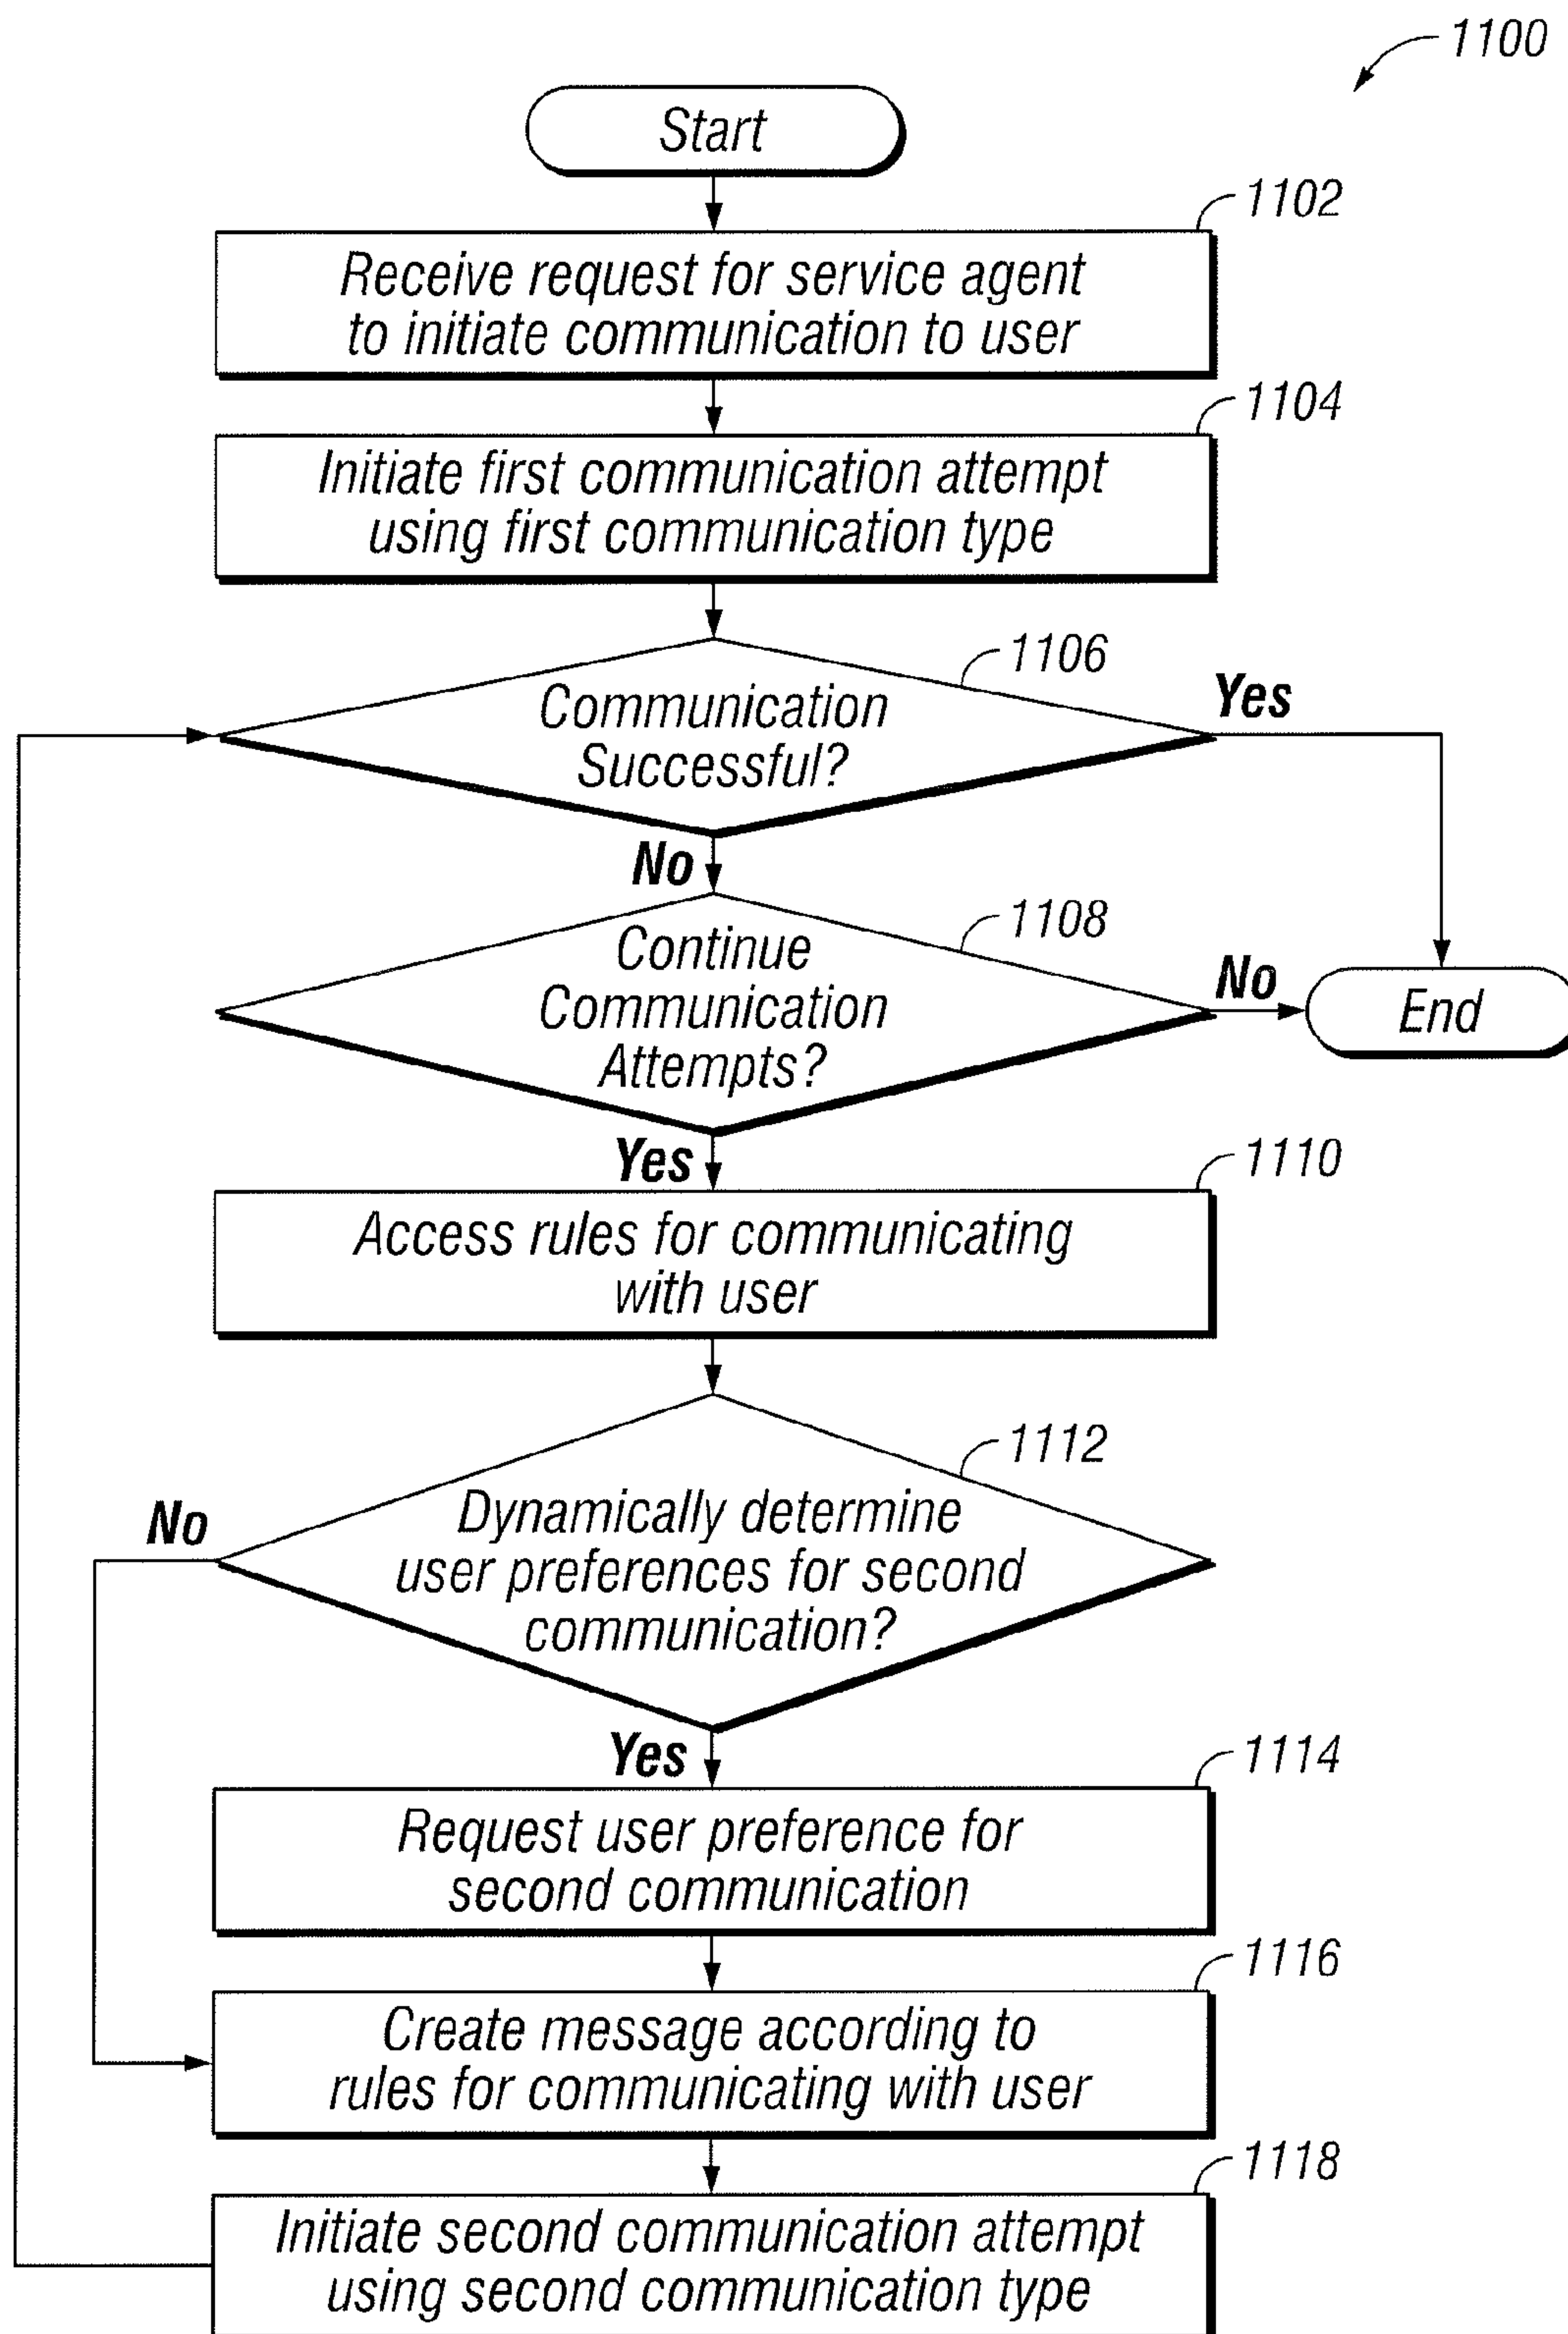 1100
Start
1102
Receive request for service agent
to initiate communication to user
1104
Initiate first communication attempt
using first communication type
1106
Communication
Successful?
Yes
No
1108
Continue
Communication
Attempts?
No
End
Yes
1110
Access rules for communicating
with user
1112
Dynamically determine
user preferences for second
communication?
No
Yes
1114
Request user preference for
second communication
1116
Create message according to
rules for communicating with user
1118
Initiate second communication attempt
using second communication type